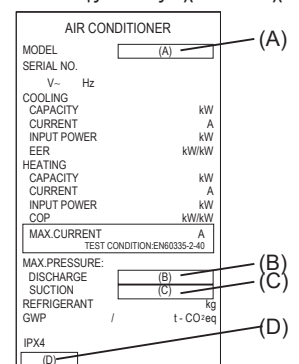 AIR CONDITIONER
MODEL (A) (A)
SERIAL NO.
V~ Hz
COOLING
CAPACITY kW
CURRENT A
INPUT POWER kW
EER kW/kW
HEATING
CAPACITY kW
CURRENT A
INPUT POWER kW
COP kW/kW
MAX.CURRENT A
TEST CONDITION:EN60335-2-40
MAX.PRESSURE:
DISCHARGE (B) (B)
SUCTION (C) (C)
REFRIGERANT kg
GWP / t - CO2eq
(D)
IPX4
(D)